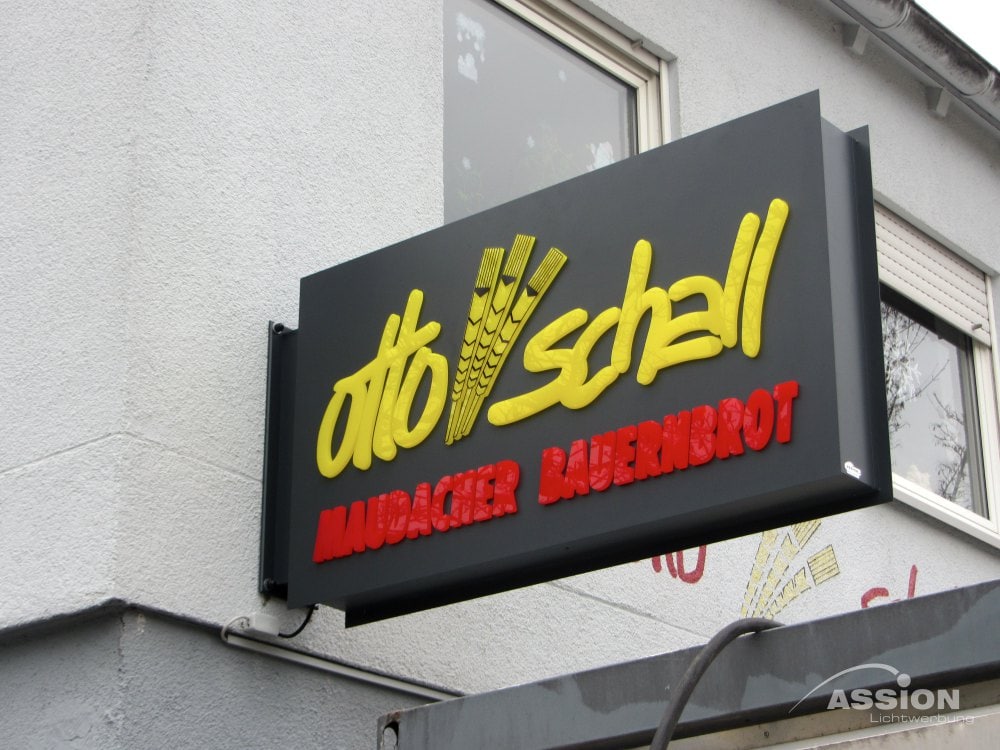 otto schall
MAUDACHER BAUERNBROT
ASSION
Lichtwerbung